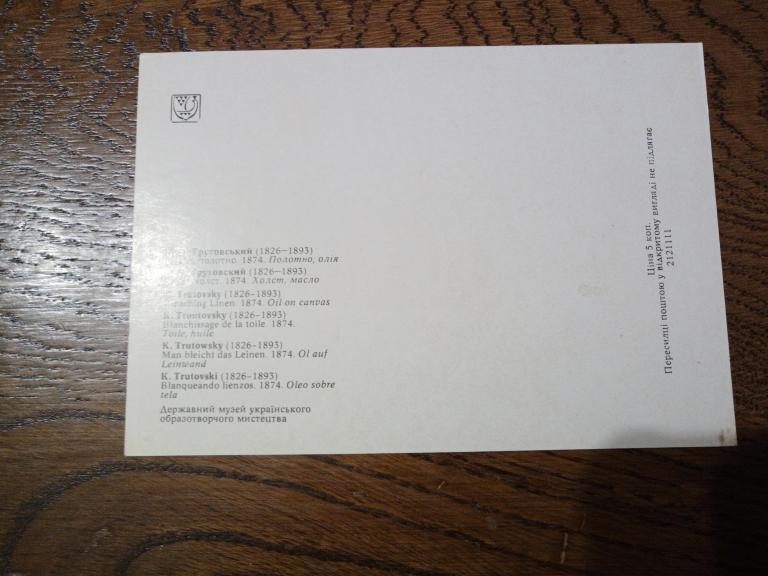 Трутовський (1826—1893)
полотно. 1874. Полотно, олія
Трутовский (1826—1893)
холст. 1874. Холст, масло
Trutovsky (1826—1893)
Linen. 1874. Oil on canvas
K. Troutovsky (1826—1893)
Blanchissage de la toile. 1874.
Toile, huile
K. Trutowsky (1826—1893)
Man bleicht das Leinen. 1874. Öl auf
Leinwand
K. Trutovski (1826—1893)
Blanqueando lienzos. 1874. Oleo sobre
tela
Державний музей українського
образотворчого мистецтва
Ціна 5 коп.
Пересилці поштою у відкритому вигляді не підлягає
2121111